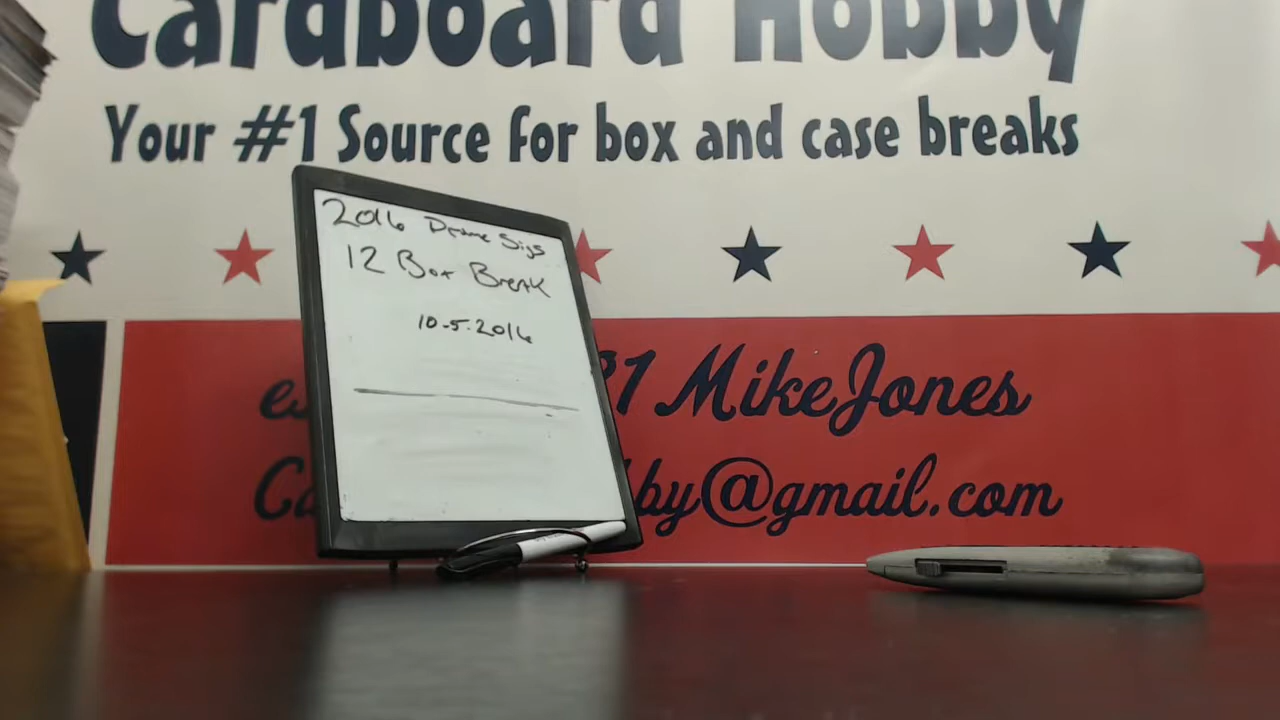 Cardboard Hobby
Your #1 Source for box and case breaks
2016 Sigs
12 Box Break
10-5-2016
MikeJones
by@gmail.com